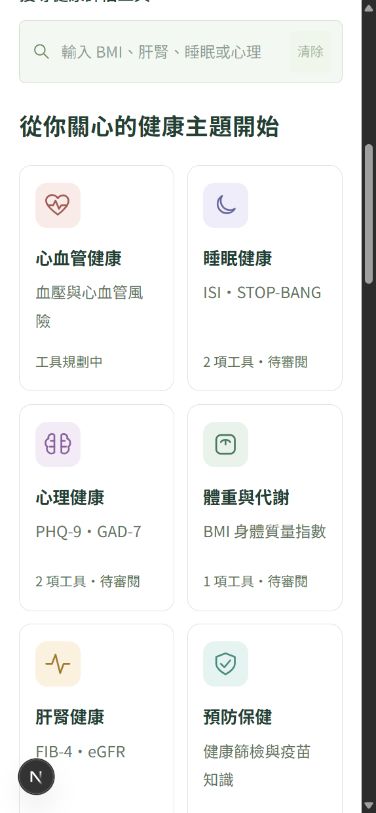 輸入 BMI、肝腎、睡眠或心理
清除
從你關心的健康主題開始
心血管健康
血壓與心血管風
險
工具規劃中
睡眠健康
ISI・STOP-BANG
2 項工具・待審閱
心理健康
PHQ-9・GAD-7
2 項工具・待審閱
體重與代謝
BMI 身體質量指數
1 項工具・待審閱
肝腎健康
FIB-4・eGFR
預防保健
健康篩檢與疫苗
知識
N